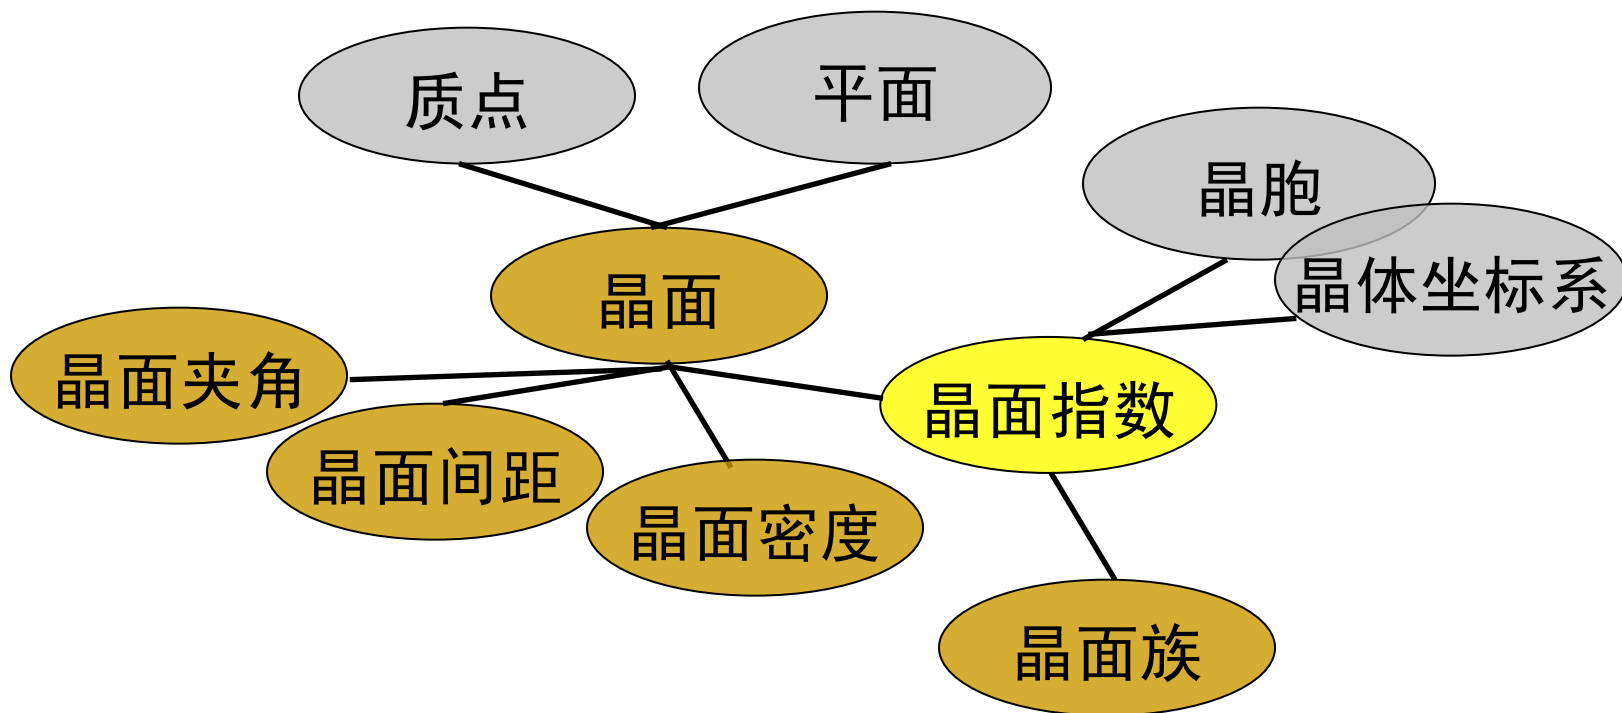 质点
平面
晶胞
晶体坐标系
晶面
晶面夹角
晶面指数
晶面间距
晶面密度
晶面族